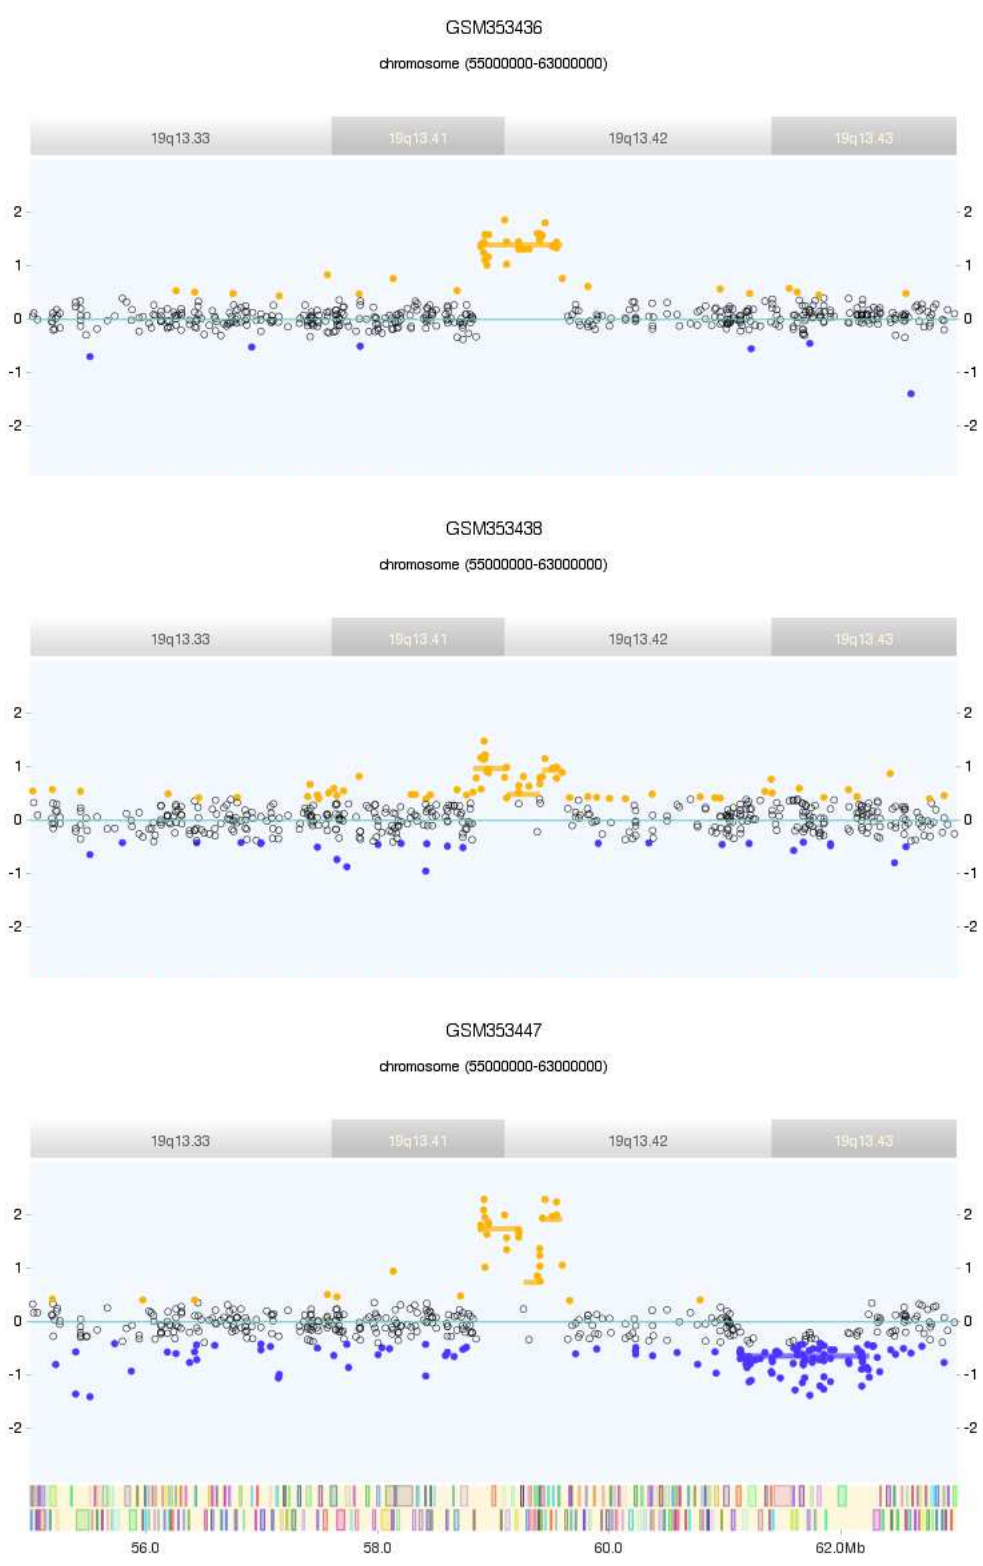 GSM353436
chromosome (55000000-63000000)
19q13.33 19q13.41 19q13.42 19q13.43
2 2
1 1
0 0
-1 -1
-2 -2
GSM353438
chromosome (55000000-63000000)
19q13.33 19q13.41 19q13.42 19q13.43
2 2
1 1
0 0
-1 -1
-2 -2
GSM353447
chromosome (55000000-63000000)
19q13.33 19q13.41 19q13.42 19q13.43
2 2
1 1
0 0
-1 -1
-2 -2
56.0 58.0 60.0 62.0Mb